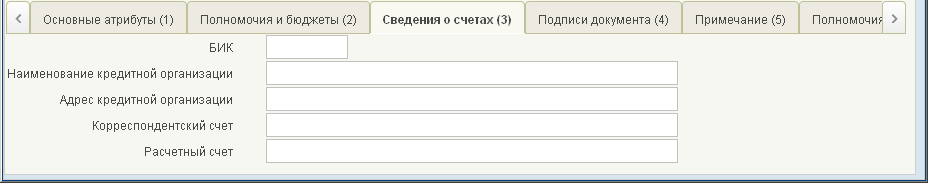 Основные атрибуты (1) Полномочия и бюджеты (2) Сведения о счетах (3) Подписи документа (4) Примечание (5) Полномочия
БИК
Наименование кредитной организации
Адрес кредитной организации
Корреспондентский счет
Расчетный счет